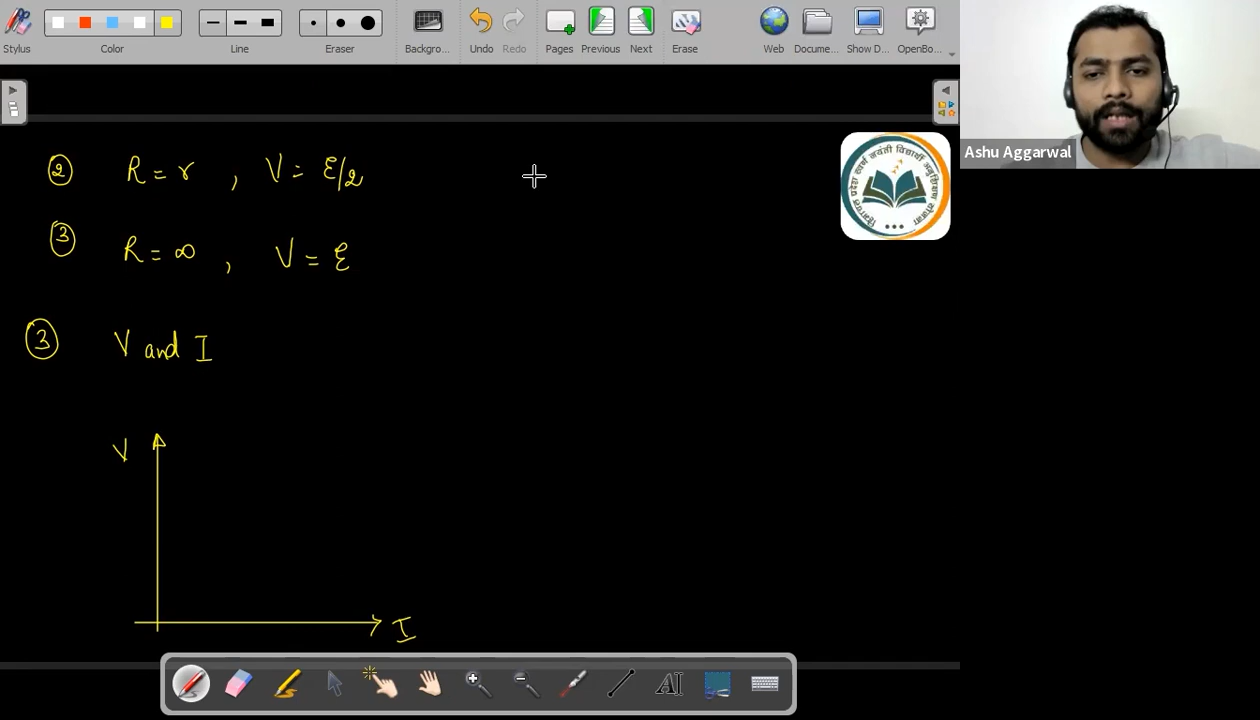 Stylus
Color
Line
Eraser
Backgro...
Undo
Redo
Pages
Previous
Next
Erase
Web
Docume...
Show D...
OpenBo...
Ashu Aggarwal
② R = r , V = ε/2
③ R = ∞ , V = ε
③ V and I
V
I
AI